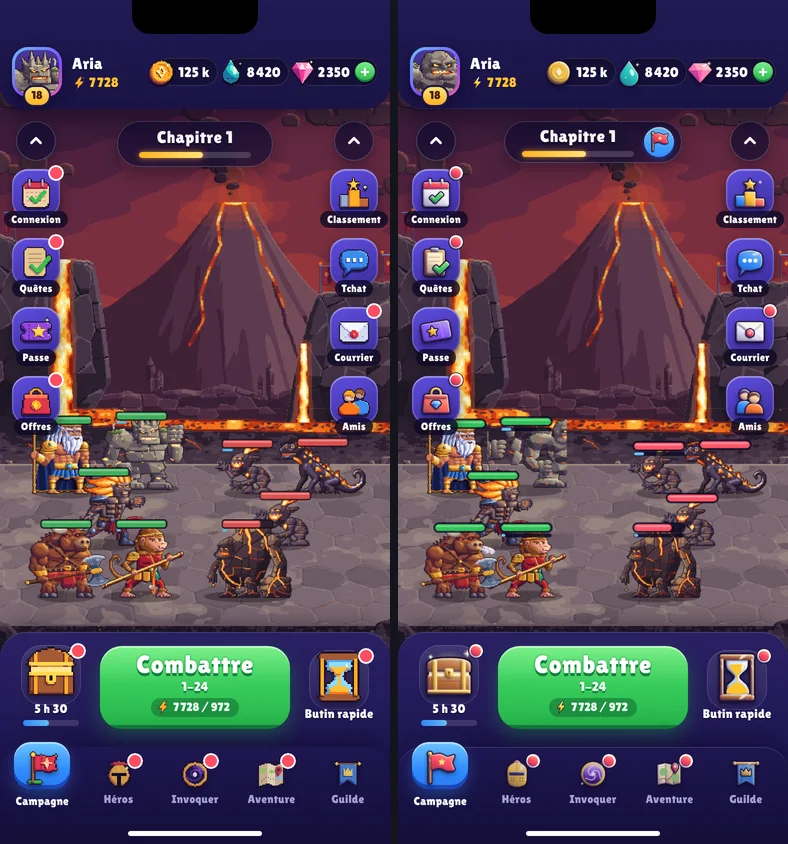 Aria
7728
125 k
8420
2350
18
Chapitre 1
Connexion
Classement
Quêtes
Tchat
Passe
Courrier
Offres
Amis
Combattre
1-24
7728 / 972
5 h 30
Butin rapide
Campagne
Héros
Invoquer
Aventure
Guilde
Aria
7728
125 k
8420
2350
18
Chapitre 1
Connexion
Classement
Quêtes
Tchat
Passe
Courrier
Offres
Amis
Combattre
1-24
7728 / 972
5 h 30
Butin rapide
Campagne
Héros
Invoquer
Aventure
Guilde